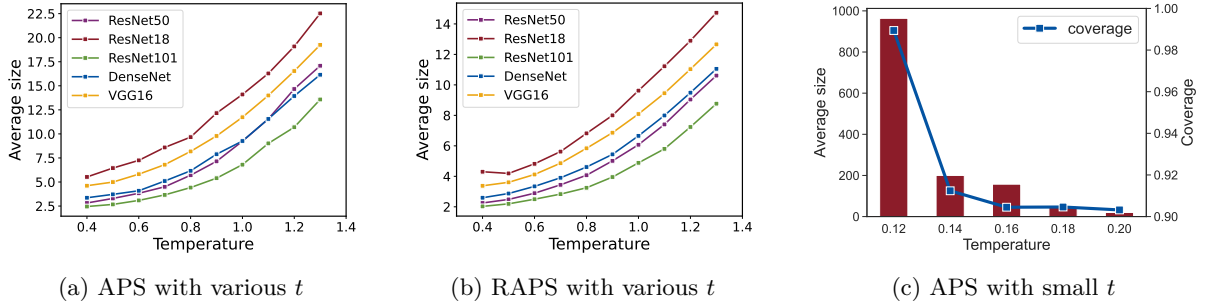 22.5
20.0
17.5
15.0
12.5
10.0
7.5
5.0
2.5
Average size
ResNet50
ResNet18
ResNet101
DenseNet
VGG16
0.4 0.6 0.8 1.0 1.2 1.4
Temperature
(a) APS with various t
14
12
10
8
6
4
2
Average size
ResNet50
ResNet18
ResNet101
DenseNet
VGG16
0.4 0.6 0.8 1.0 1.2 1.4
Temperature
(b) RAPS with various t
1000
800
600
400
200
0
Average size
coverage
1.00
0.98
0.96
0.94
0.92
0.90
Coverage
0.12 0.14 0.16 0.18 0.20
Temperature
(c) APS with small t